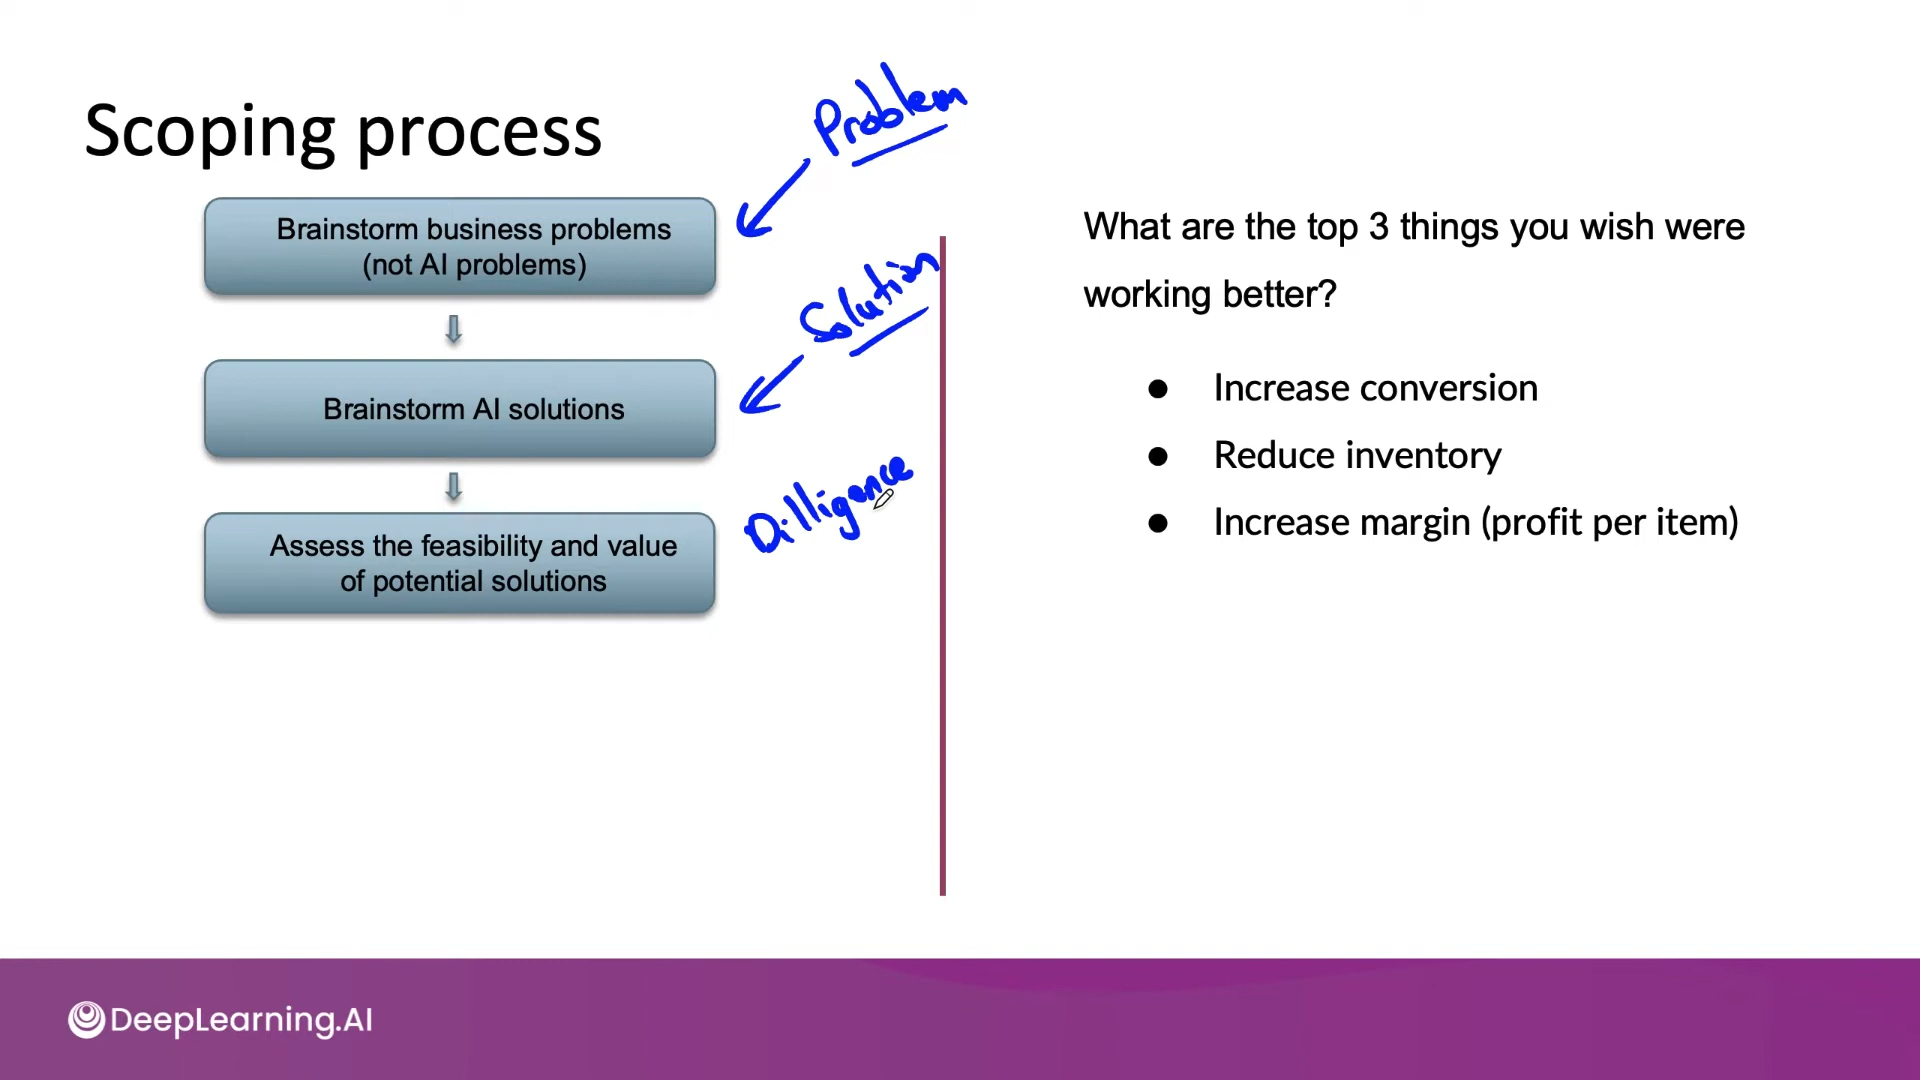 Scoping process
Problem
Brainstorm business problems
(not AI problems)
Solution
Brainstorm AI solutions
Dilligence
Assess the feasibility and value
of potential solutions
What are the top 3 things you wish were
working better?
● Increase conversion
● Reduce inventory
● Increase margin (profit per item)
DeepLearning.AI